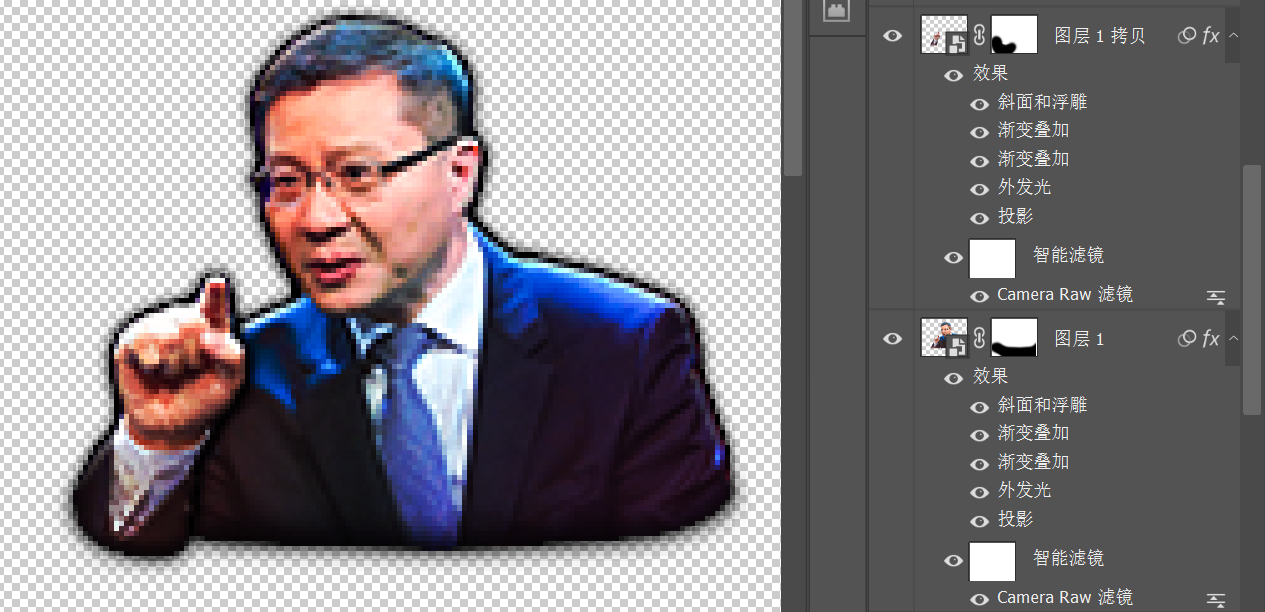 图层 1 拷贝 fx
效果
斜面和浮雕
渐变叠加
渐变叠加
外发光
投影
智能滤镜
Camera Raw 滤镜
图层 1 fx
效果
斜面和浮雕
渐变叠加
渐变叠加
外发光
投影
智能滤镜
Camera Raw 滤镜